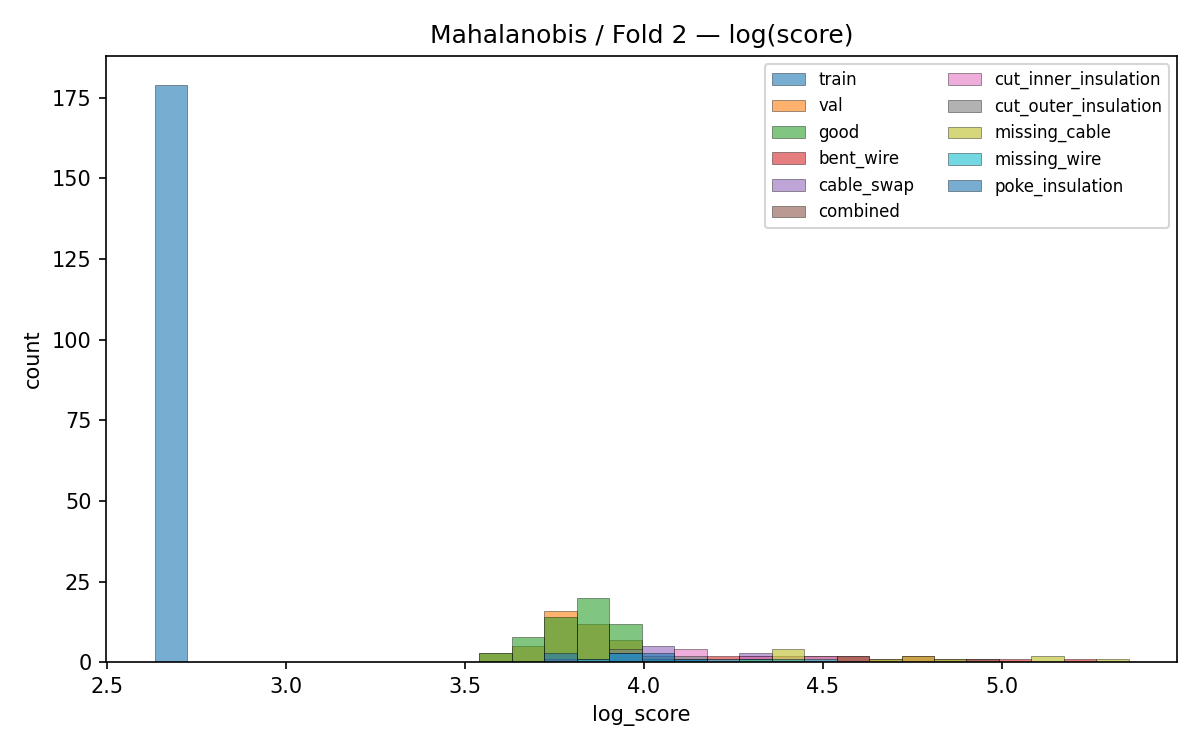 Mahalanobis / Fold 2 — log(score)
train
val
good
bent_wire
cable_swap
combined
cut_inner_insulation
cut_outer_insulation
missing_cable
missing_wire
poke_insulation
count
175
150
125
100
75
50
25
0
2.5 3.0 3.5 4.0 4.5 5.0
log_score